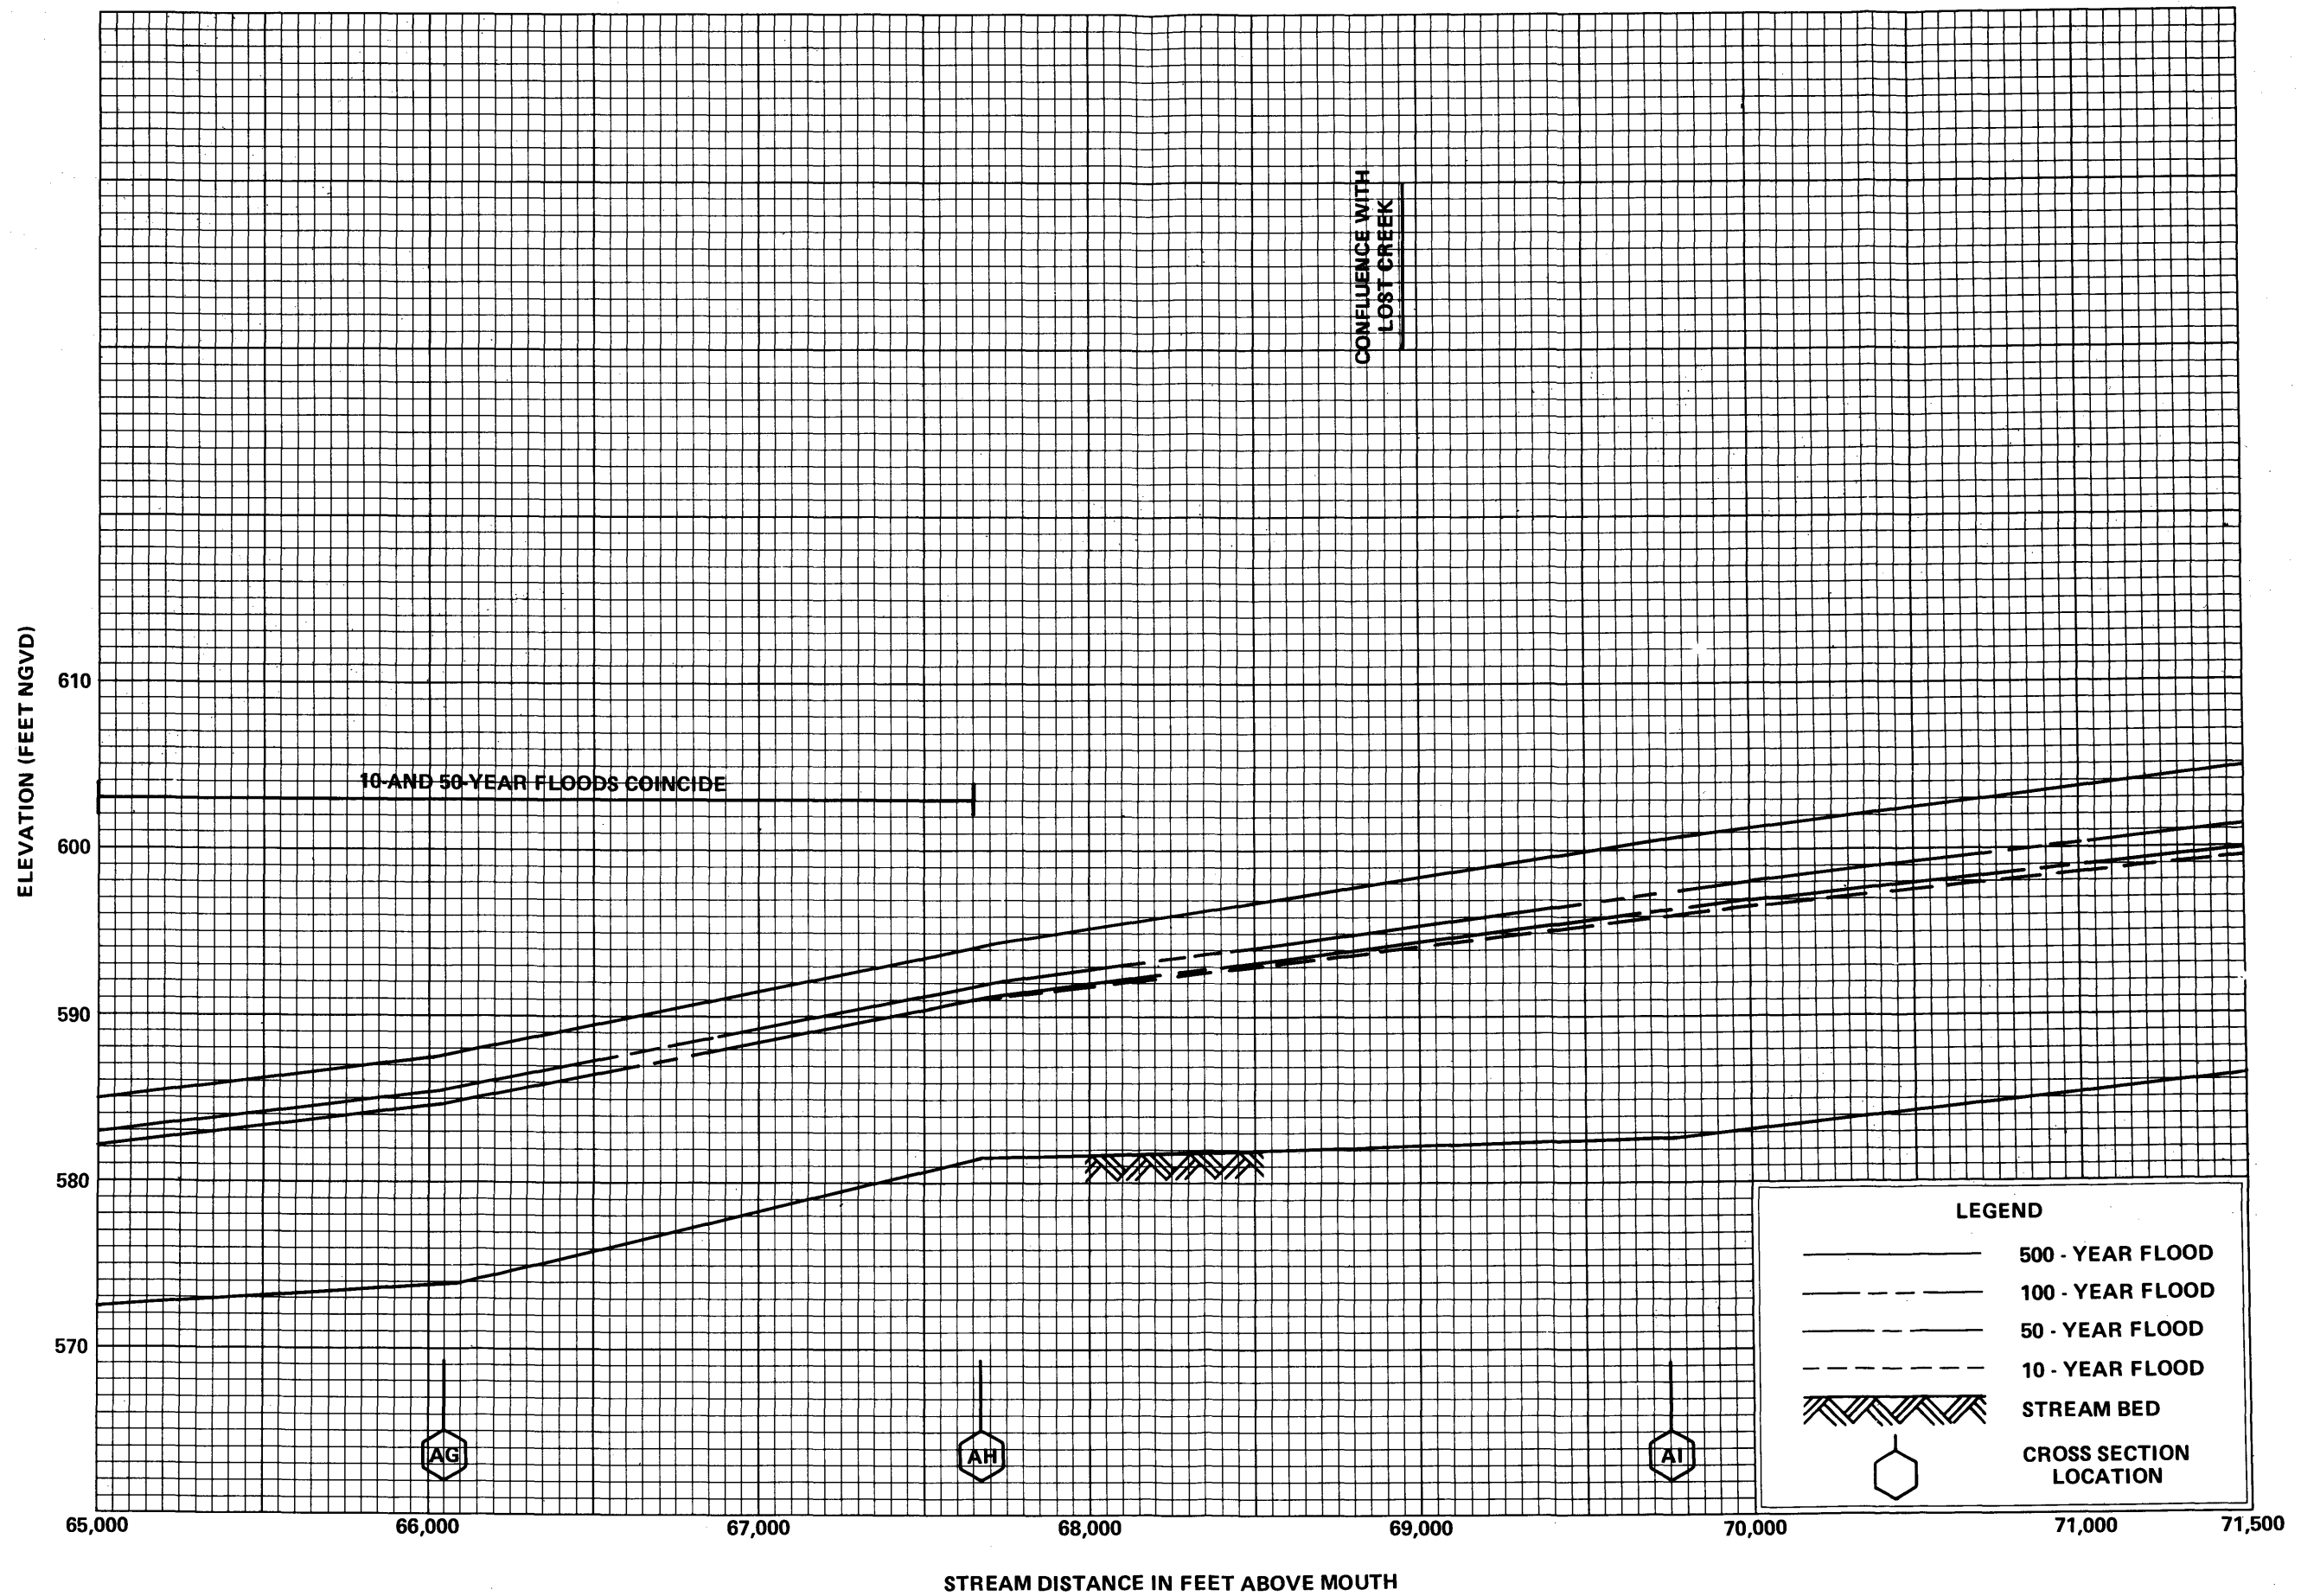 CONFLUENCE WITH
LOST CREEK
ELEVATION (FEET NGVD)
610
600
590
580
570
10-AND 50-YEAR FLOODS COINCIDE
AG
AH
AI
LEGEND
500 - YEAR FLOOD
100 - YEAR FLOOD
50 - YEAR FLOOD
10 - YEAR FLOOD
STREAM BED
CROSS SECTION
LOCATION
65,000
66,000
67,000
68,000
69,000
70,000
71,000
71,500
STREAM DISTANCE IN FEET ABOVE MOUTH